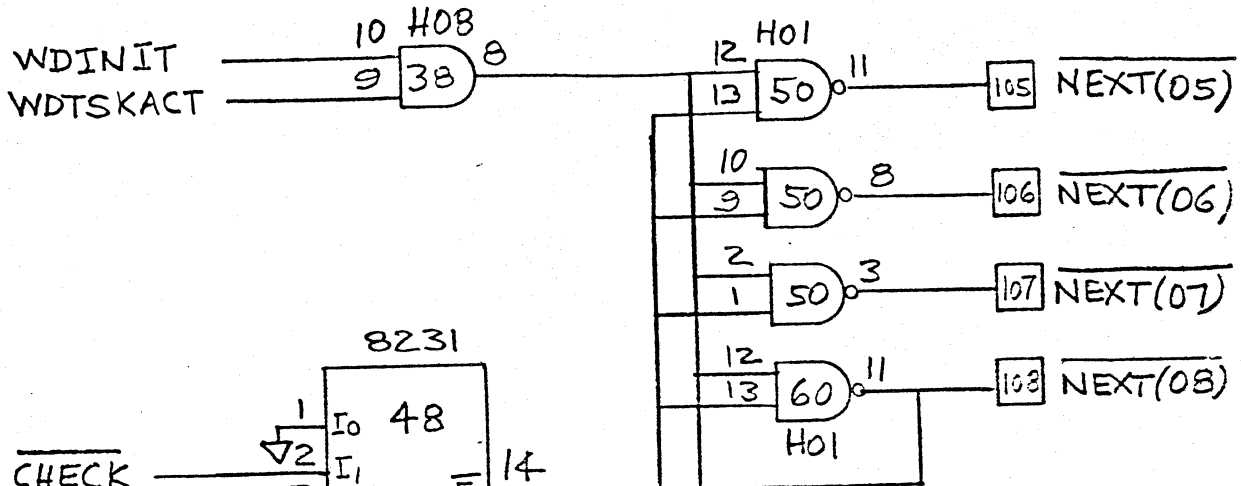 WDINIT 10 H08 8
WDTSKACT 9 38
H01
12 13 50 11 105 NEXT(05)
10 9 50 8 106 NEXT(06)
2 1 50 3 107 NEXT(07)
12 13 60 11 108 NEXT(08)
H01
8231
1 I0 48
CHECK 2 I1 14